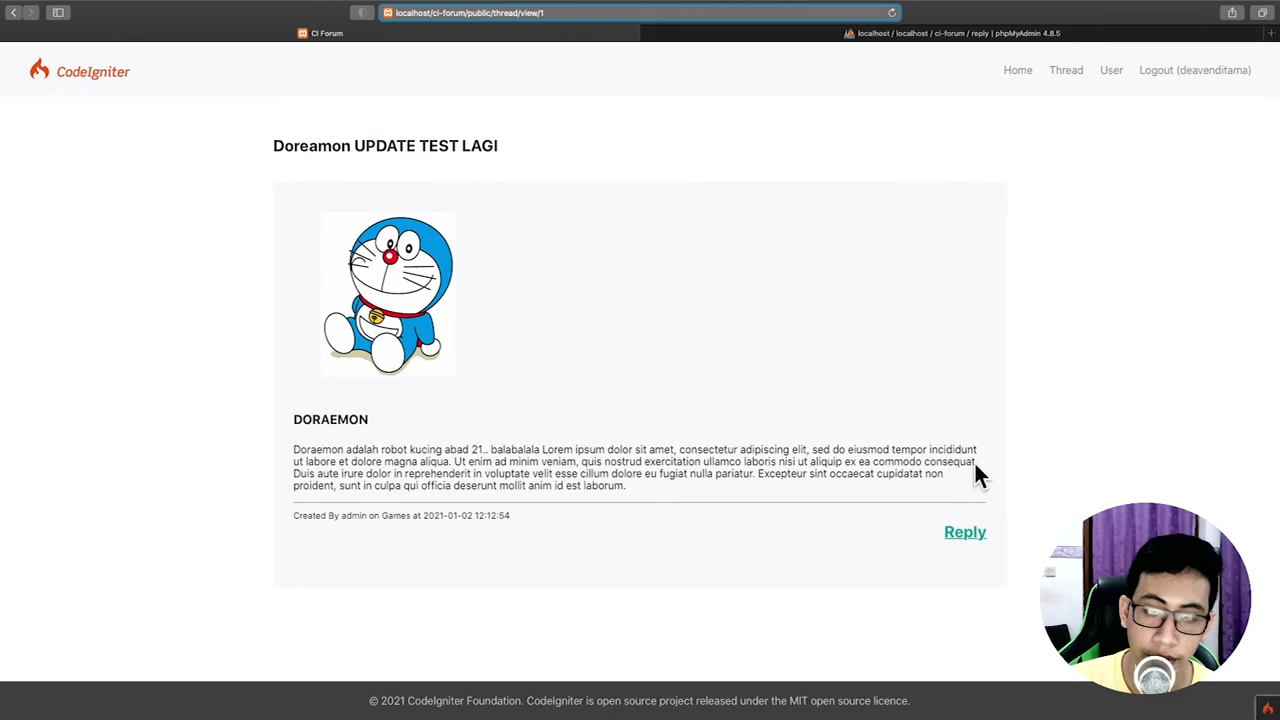 localhost/ci-forum/public/thread/view/1
CI Forum
localhost / localhost / ci-forum / reply | phpMyAdmin 4.8.5
CodeIgniter
Home Thread User Logout (deavenditama)
Doreamon UPDATE TEST LAGI
DORAEMON
Doraemon adalah robot kucing abad 21.. balabalala Lorem ipsum dolor sit amet, consectetur adipiscing elit, sed do eiusmod tempor incididunt
ut labore et dolore magna aliqua. Ut enim ad minim veniam, quis nostrud exercitation ullamco laboris nisi ut aliquip ex ea commodo consequat.
Duis aute irure dolor in reprehenderit in voluptate velit esse cillum dolore eu fugiat nulla pariatur. Excepteur sint occaecat cupidatat non
proident, sunt in culpa qui officia deserunt mollit anim id est laborum.
Created By admin on Games at 2021-01-02 12:12:54
Reply
© 2021 CodeIgniter Foundation. CodeIgniter is open source project released under the MIT open source licence.